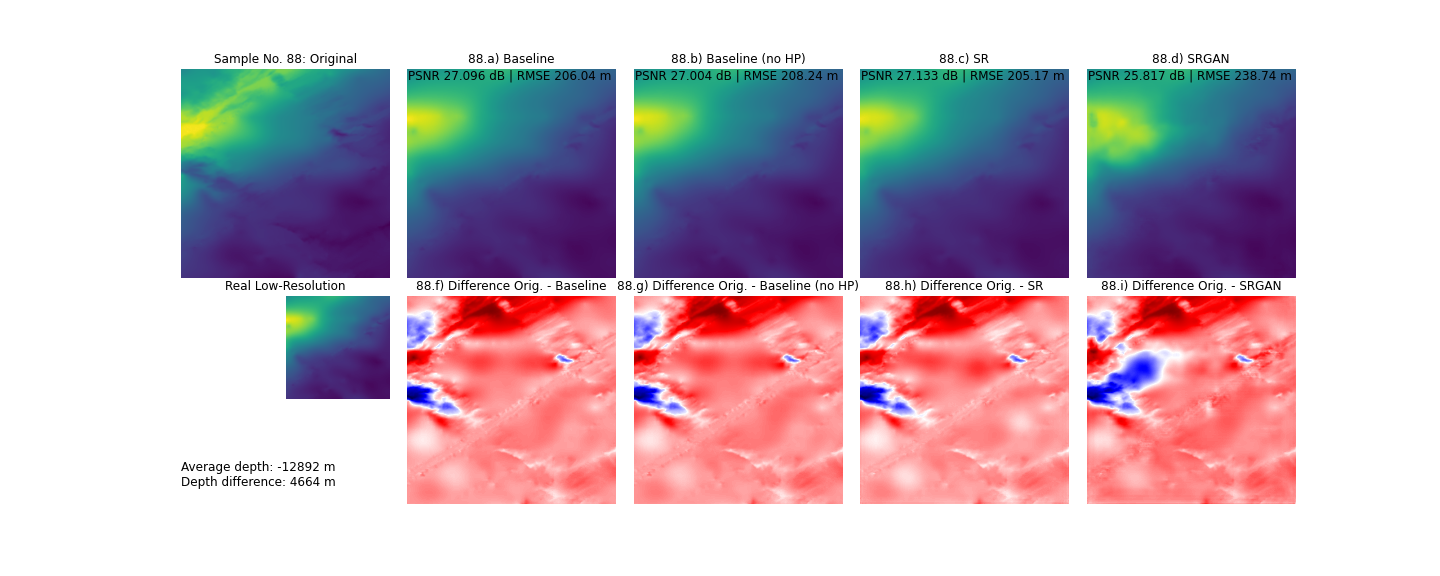 Sample No. 88: Original
88.a) Baseline
88.b) Baseline (no HP)
88.c) SR
88.d) SRGAN
PSNR 27.096 dB | RMSE 206.04 m
PSNR 27.004 dB | RMSE 208.24 m
PSNR 27.133 dB | RMSE 205.17 m
PSNR 25.817 dB | RMSE 238.74 m
Real Low-Resolution
88.f) Difference Orig. - Baseline
88.g) Difference Orig. - Baseline (no HP)
88.h) Difference Orig. - SR
88.i) Difference Orig. - SRGAN
Average depth: -12892 m
Depth difference: 4664 m